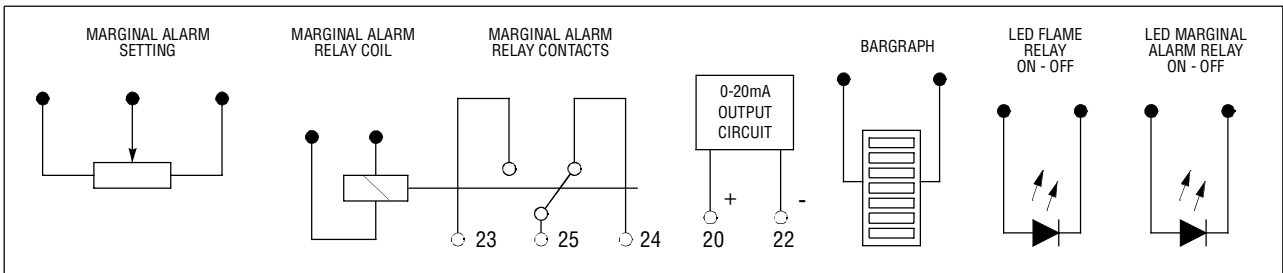 MARGINAL ALARM
SETTING
MARGINAL ALARM
RELAY COIL
MARGINAL ALARM
RELAY CONTACTS
BARGRAPH
LED FLAME
RELAY
ON - OFF
LED MARGINAL
ALARM RELAY
ON - OFF
0-20mA
OUTPUT
CIRCUIT
+ -
23 25 24 20 22